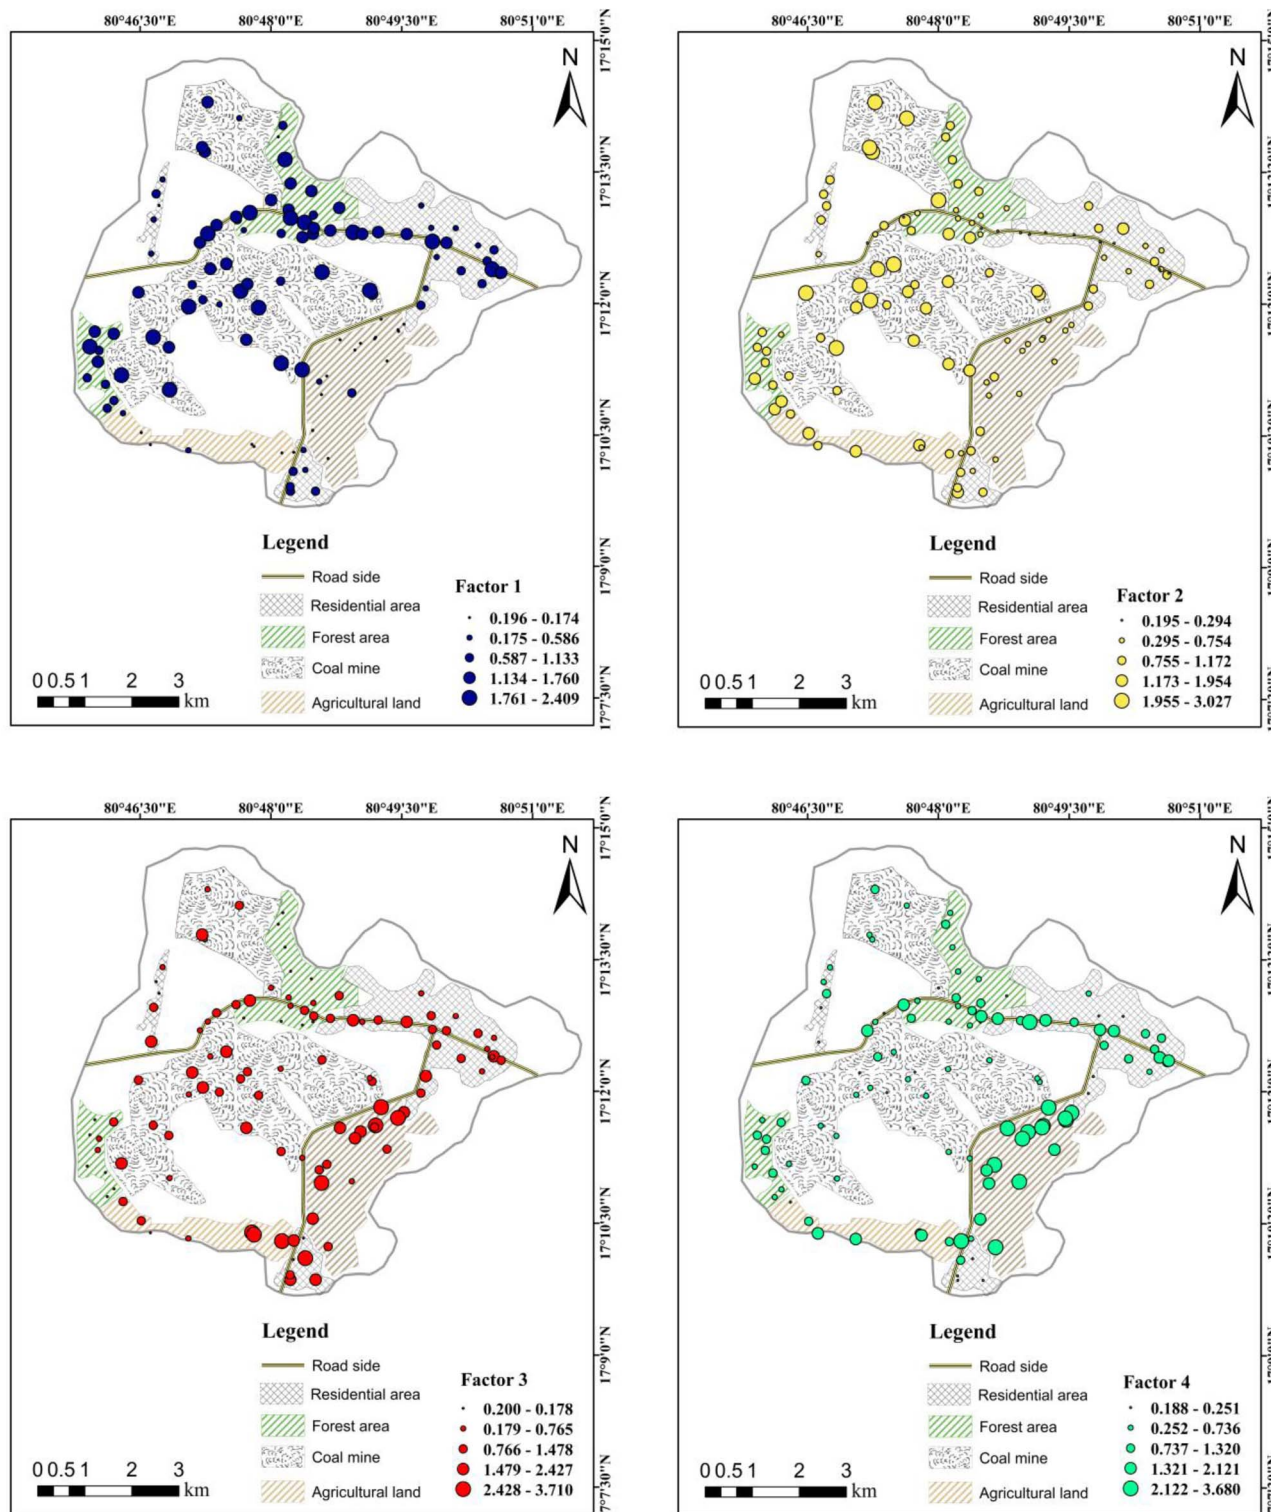 80°46'30"E 80°48'0"E 80°49'30"E 80°51'0"E
17°15'0"N
17°13'30"N
17°12'0"N
17°10'30"N
17°9'0"N
17°7'30"N
N
Legend
Road side
Residential area
Forest area
Coal mine
Agricultural land
Factor 1
0.196 - 0.174
0.175 - 0.586
0.587 - 1.133
1.134 - 1.760
1.761 - 2.409
0 0.5 1 2 3
km
80°46'30"E 80°48'0"E 80°49'30"E 80°51'0"E
N
Legend
Road side
Residential area
Forest area
Coal mine
Agricultural land
Factor 2
0.195 - 0.294
0.295 - 0.754
0.755 - 1.172
1.173 - 1.954
1.955 - 3.027
0 0.5 1 2 3
km
80°46'30"E 80°48'0"E 80°49'30"E 80°51'0"E
17°15'0"N
17°13'30"N
17°12'0"N
17°10'30"N
17°9'0"N
17°7'30"N
N
Legend
Road side
Residential area
Forest area
Coal mine
Agricultural land
Factor 3
0.200 - 0.178
0.179 - 0.765
0.766 - 1.478
1.479 - 2.427
2.428 - 3.710
0 0.5 1 2 3
km
80°46'30"E 80°48'0"E 80°49'30"E 80°51'0"E
N
Legend
Road side
Residential area
Forest area
Coal mine
Agricultural land
Factor 4
0.188 - 0.251
0.252 - 0.736
0.737 - 1.320
1.321 - 2.121
2.122 - 3.680
0 0.5 1 2 3
km